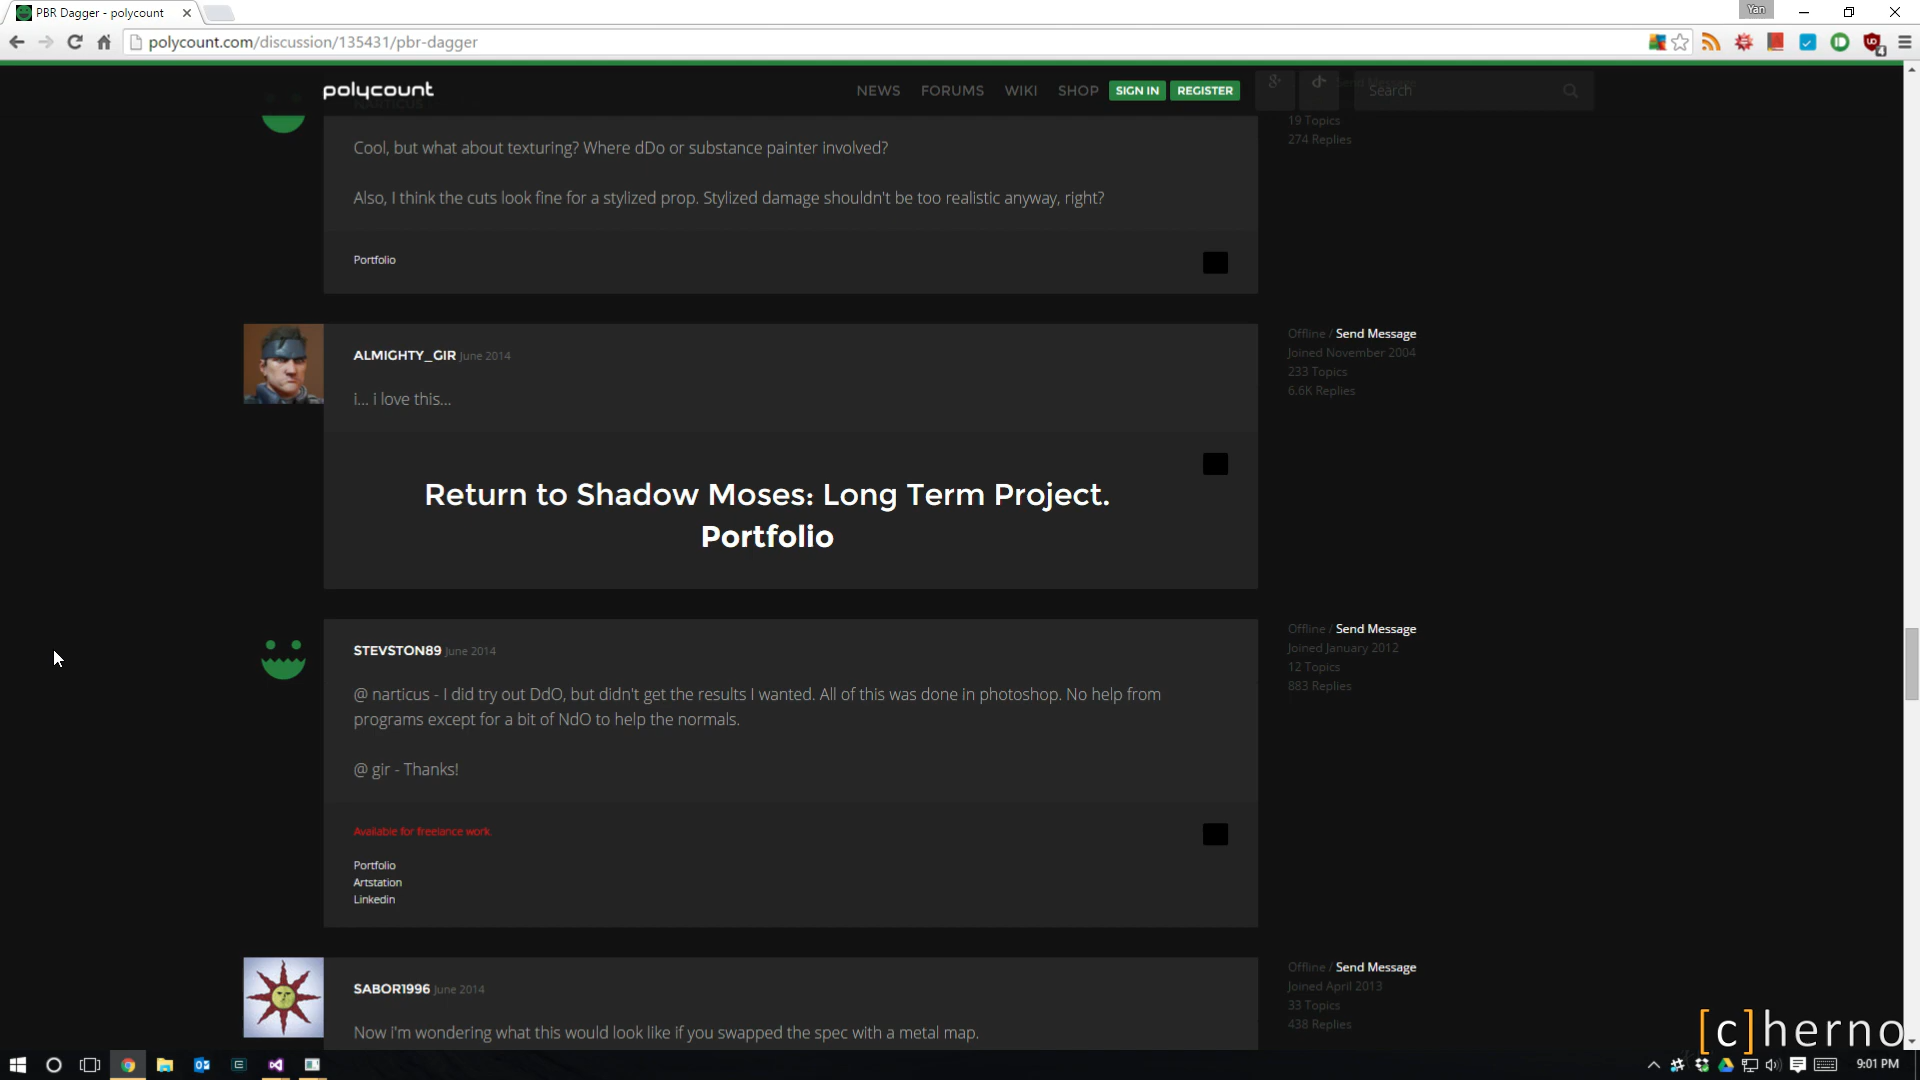 PBR Dagger - polycount
Yan
polycount.com/discussion/135431/pbr-dagger
polycount
NEWS
FORUMS
WIKI
SHOP
SIGN IN
REGISTER
Send Message
Search
NARTICUS
19 Topics
274 Replies
Cool, but what about texturing? Where dDo or substance painter involved?
Also, I think the cuts look fine for a stylized prop. Stylized damage shouldn't be too realistic anyway, right?
Portfolio
ALMIGHTY_GIR June 2014
Offline / Send Message
Joined November 2004
233 Topics
6.6K Replies
i... i love this...
Return to Shadow Moses: Long Term Project.
Portfolio
STEVSTON89 June 2014
Offline / Send Message
Joined January 2012
12 Topics
883 Replies
@ narticus - I did try out DdO, but didn't get the results I wanted. All of this was done in photoshop. No help from
programs except for a bit of NdO to help the normals.
@ gir - Thanks!
Available for freelance work.
Portfolio
Artstation
Linkedin
SABOR1996 June 2014
Offline / Send Message
Joined April 2013
33 Topics
438 Replies
Now i'm wondering what this would look like if you swapped the spec with a metal map.
[c]herno
9:01 PM